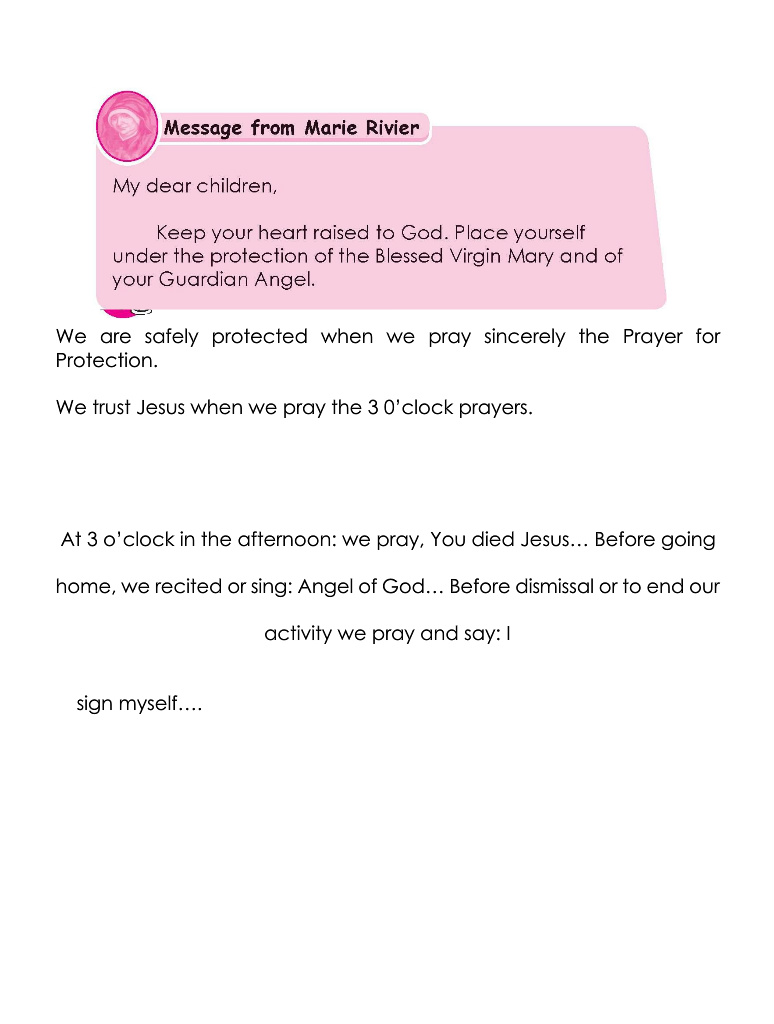 Message from Marie Rivier
My dear children,
Keep your heart raised to God. Place yourself
under the protection of the Blessed Virgin Mary and of
your Guardian Angel.
We are safely protected when we pray sincerely the Prayer for
Protection.
We trust Jesus when we pray the 3 0’clock prayers.
At 3 o’clock in the afternoon: we pray, You died Jesus… Before going
home, we recited or sing: Angel of God… Before dismissal or to end our
activity we pray and say: I
sign myself….